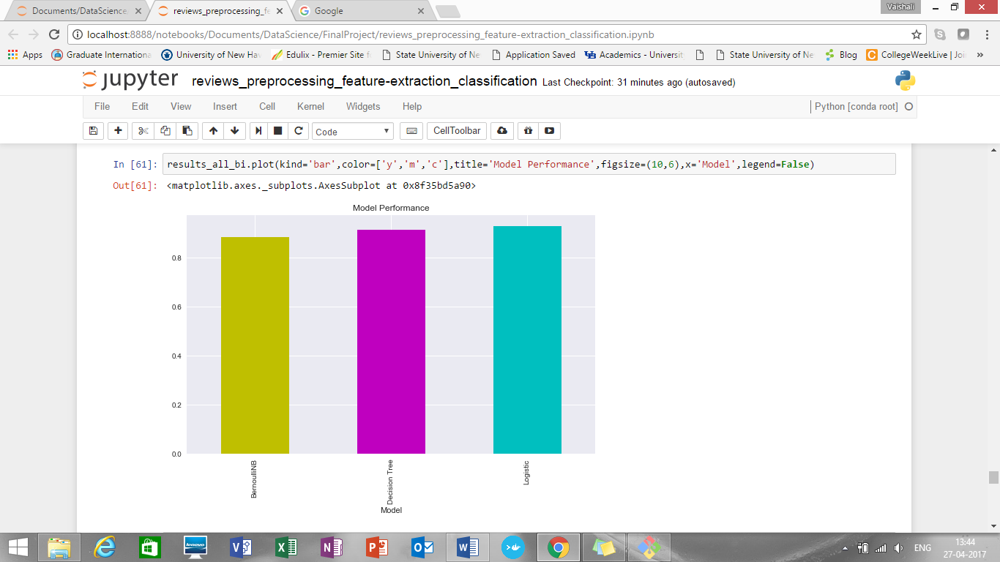 Vaishali
Documents/DataScience
reviews_preprocessing_fe
Google
localhost:8888/notebooks/Documents/DataScience/FinalProject/reviews_preprocessing_feature-extraction_classification.ipynb
Apps
Graduate Internationa
University of New Hav
Edulix - Premier Site f
State University of Ne
Application Saved
Academics - Universit
State University of Ne
Blog
CollegeWeekLive | Joi
»
jupyter reviews_preprocessing_feature-extraction_classification Last Checkpoint: 31 minutes ago (autosaved)
File Edit View Insert Cell Kernel Widgets Help Python [conda root]
Code CellToolbar
In [61]: results_all_bi.plot(kind='bar',color=['y','m','c'],title='Model Performance',figsize=(10,6),x='Model',legend=False)
Out[61]: <matplotlib.axes._subplots.AxesSubplot at 0x8f35bd5a90>
Model Performance
0.8
0.6
0.4
0.2
0.0
BernoulliNB
Decision Tree
Logistic
Model
lenovo
ENG
13:44
27-04-2017